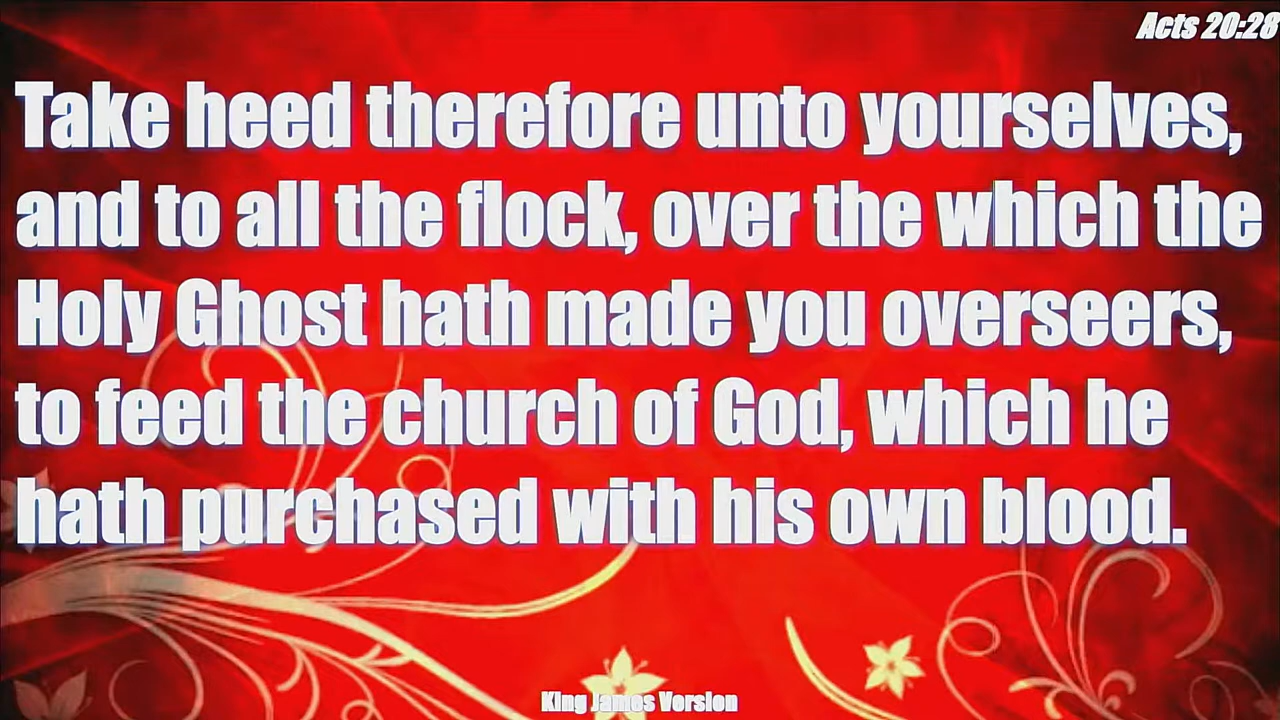 Acts 20:28
Take heed therefore unto yourselves,
and to all the flock, over the which the
Holy Ghost hath made you overseers,
to feed the church of God, which he
hath purchased with his own blood.
King James Version